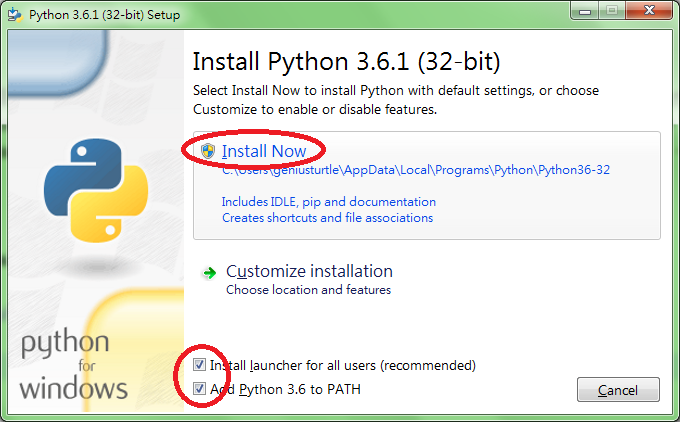 Python 3.6.1 (32-bit) Setup
Install Python 3.6.1 (32-bit)
Select Install Now to install Python with default settings, or choose
Customize to enable or disable features.
Install Now
C:\Users\geniusturtle\AppData\Local\Programs\Python\Python36-32
Includes IDLE, pip and documentation
Creates shortcuts and file associations
Customize installation
Choose location and features
python
for
windows
Install launcher for all users (recommended)
Add Python 3.6 to PATH
Cancel